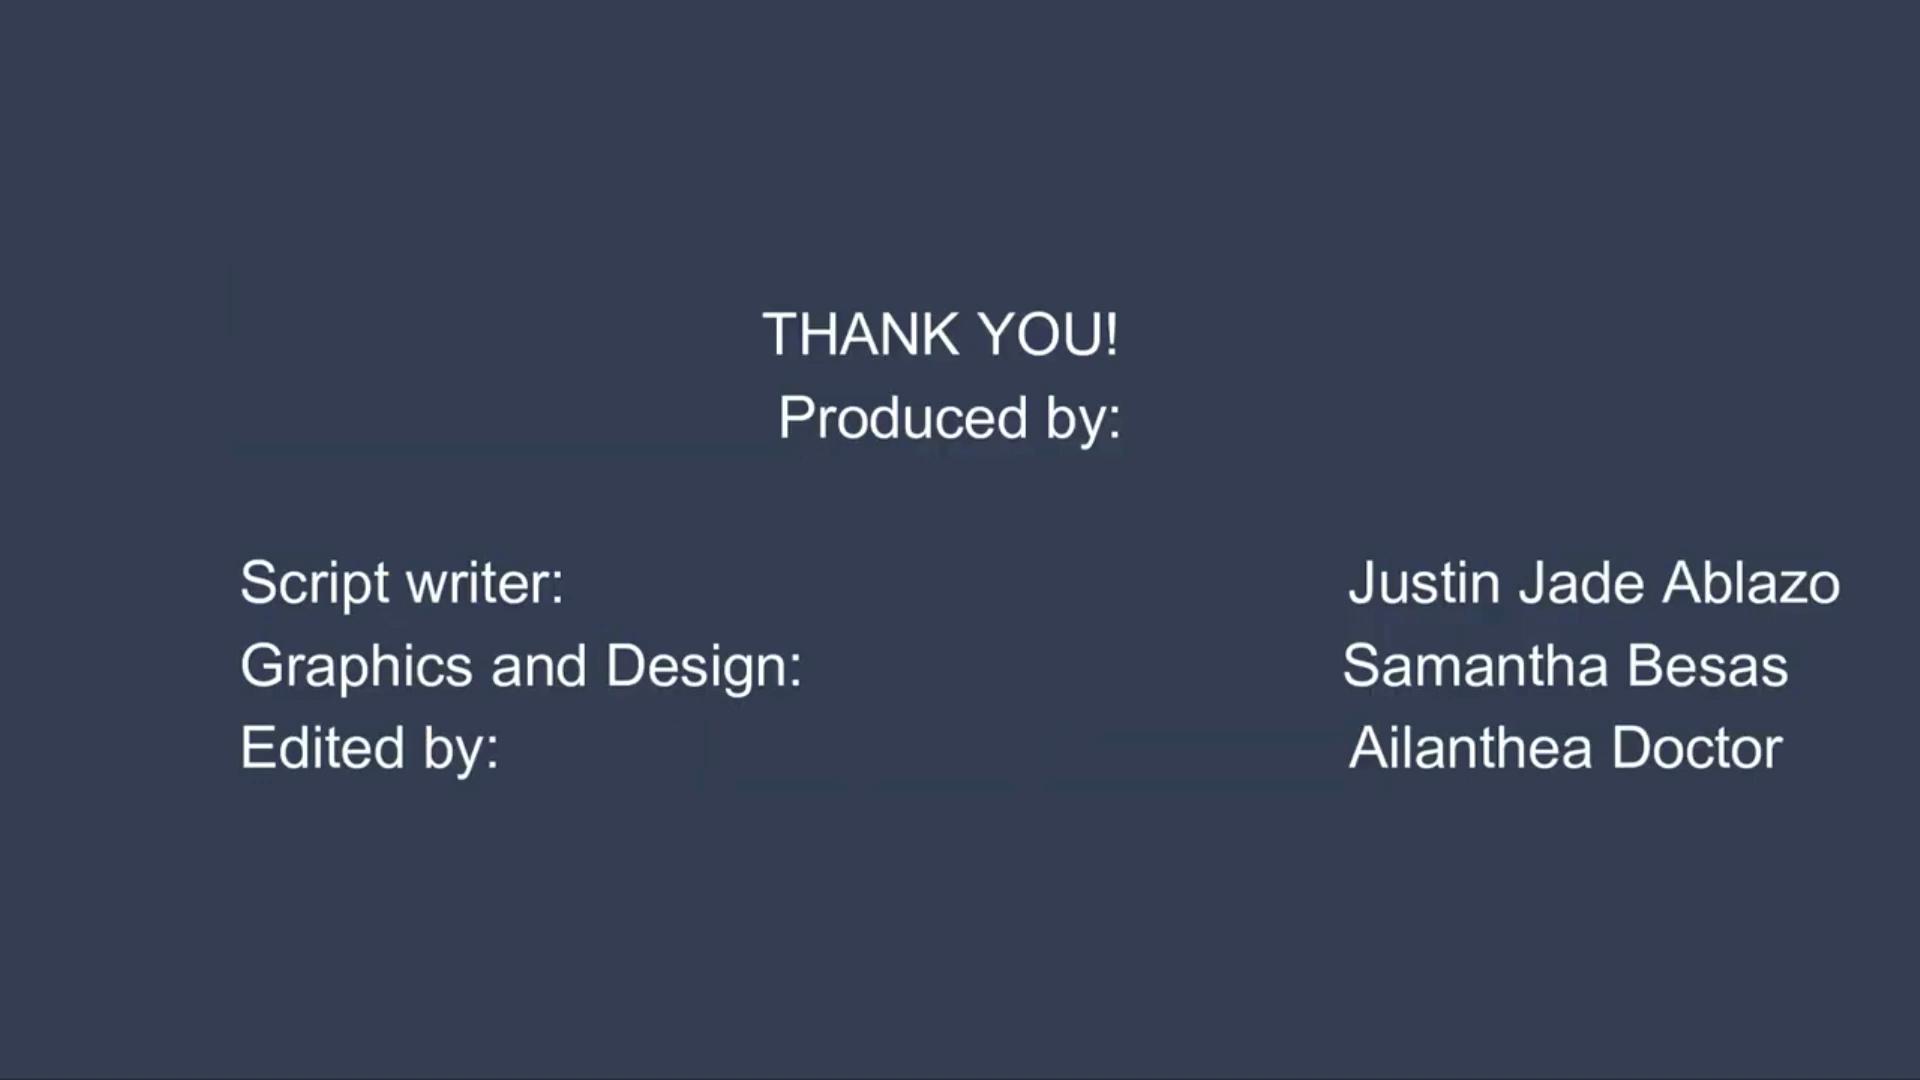 THANK YOU!
Produced by:
Script writer: Justin Jade Ablazo
Graphics and Design: Samantha Besas
Edited by: Ailanthea Doctor